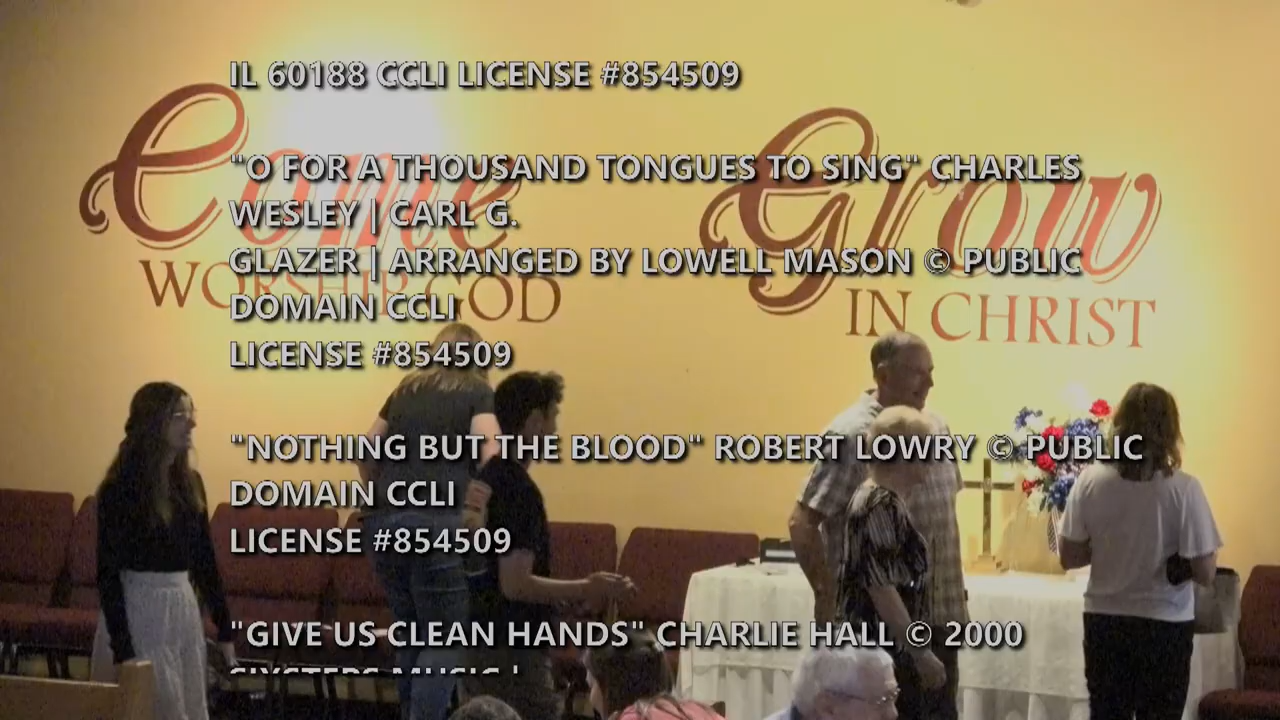 IL 60188 CCLI LICENSE #854509
"O FOR A THOUSAND TONGUES TO SING" CHARLES
WESLEY | CARL G.
GLAZER | ARRANGED BY LOWELL MASON © PUBLIC
DOMAIN CCLI
LICENSE #854509
"NOTHING BUT THE BLOOD" ROBERT LOWRY © PUBLIC
DOMAIN CCLI
LICENSE #854509
"GIVE US CLEAN HANDS" CHARLIE HALL © 2000
SIXSTEPS MUSIC |
Come
WORSHIP GOD
Grow
IN CHRIST